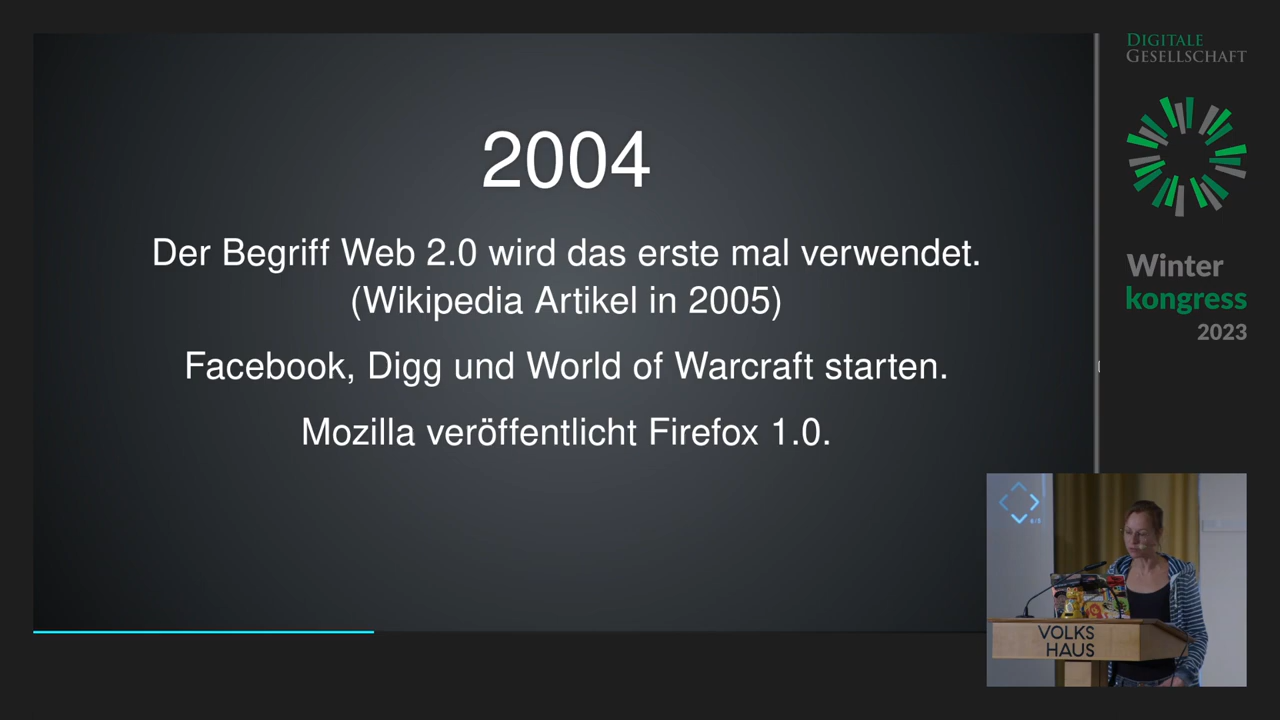 2004
Der Begriff Web 2.0 wird das erste mal verwendet.
(Wikipedia Artikel in 2005)
Facebook, Digg und World of Warcraft starten.
Mozilla veröffentlicht Firefox 1.0.
DIGITALE
GESELLSCHAFT
Winter
kongress
2023
VOLKS
HAUS